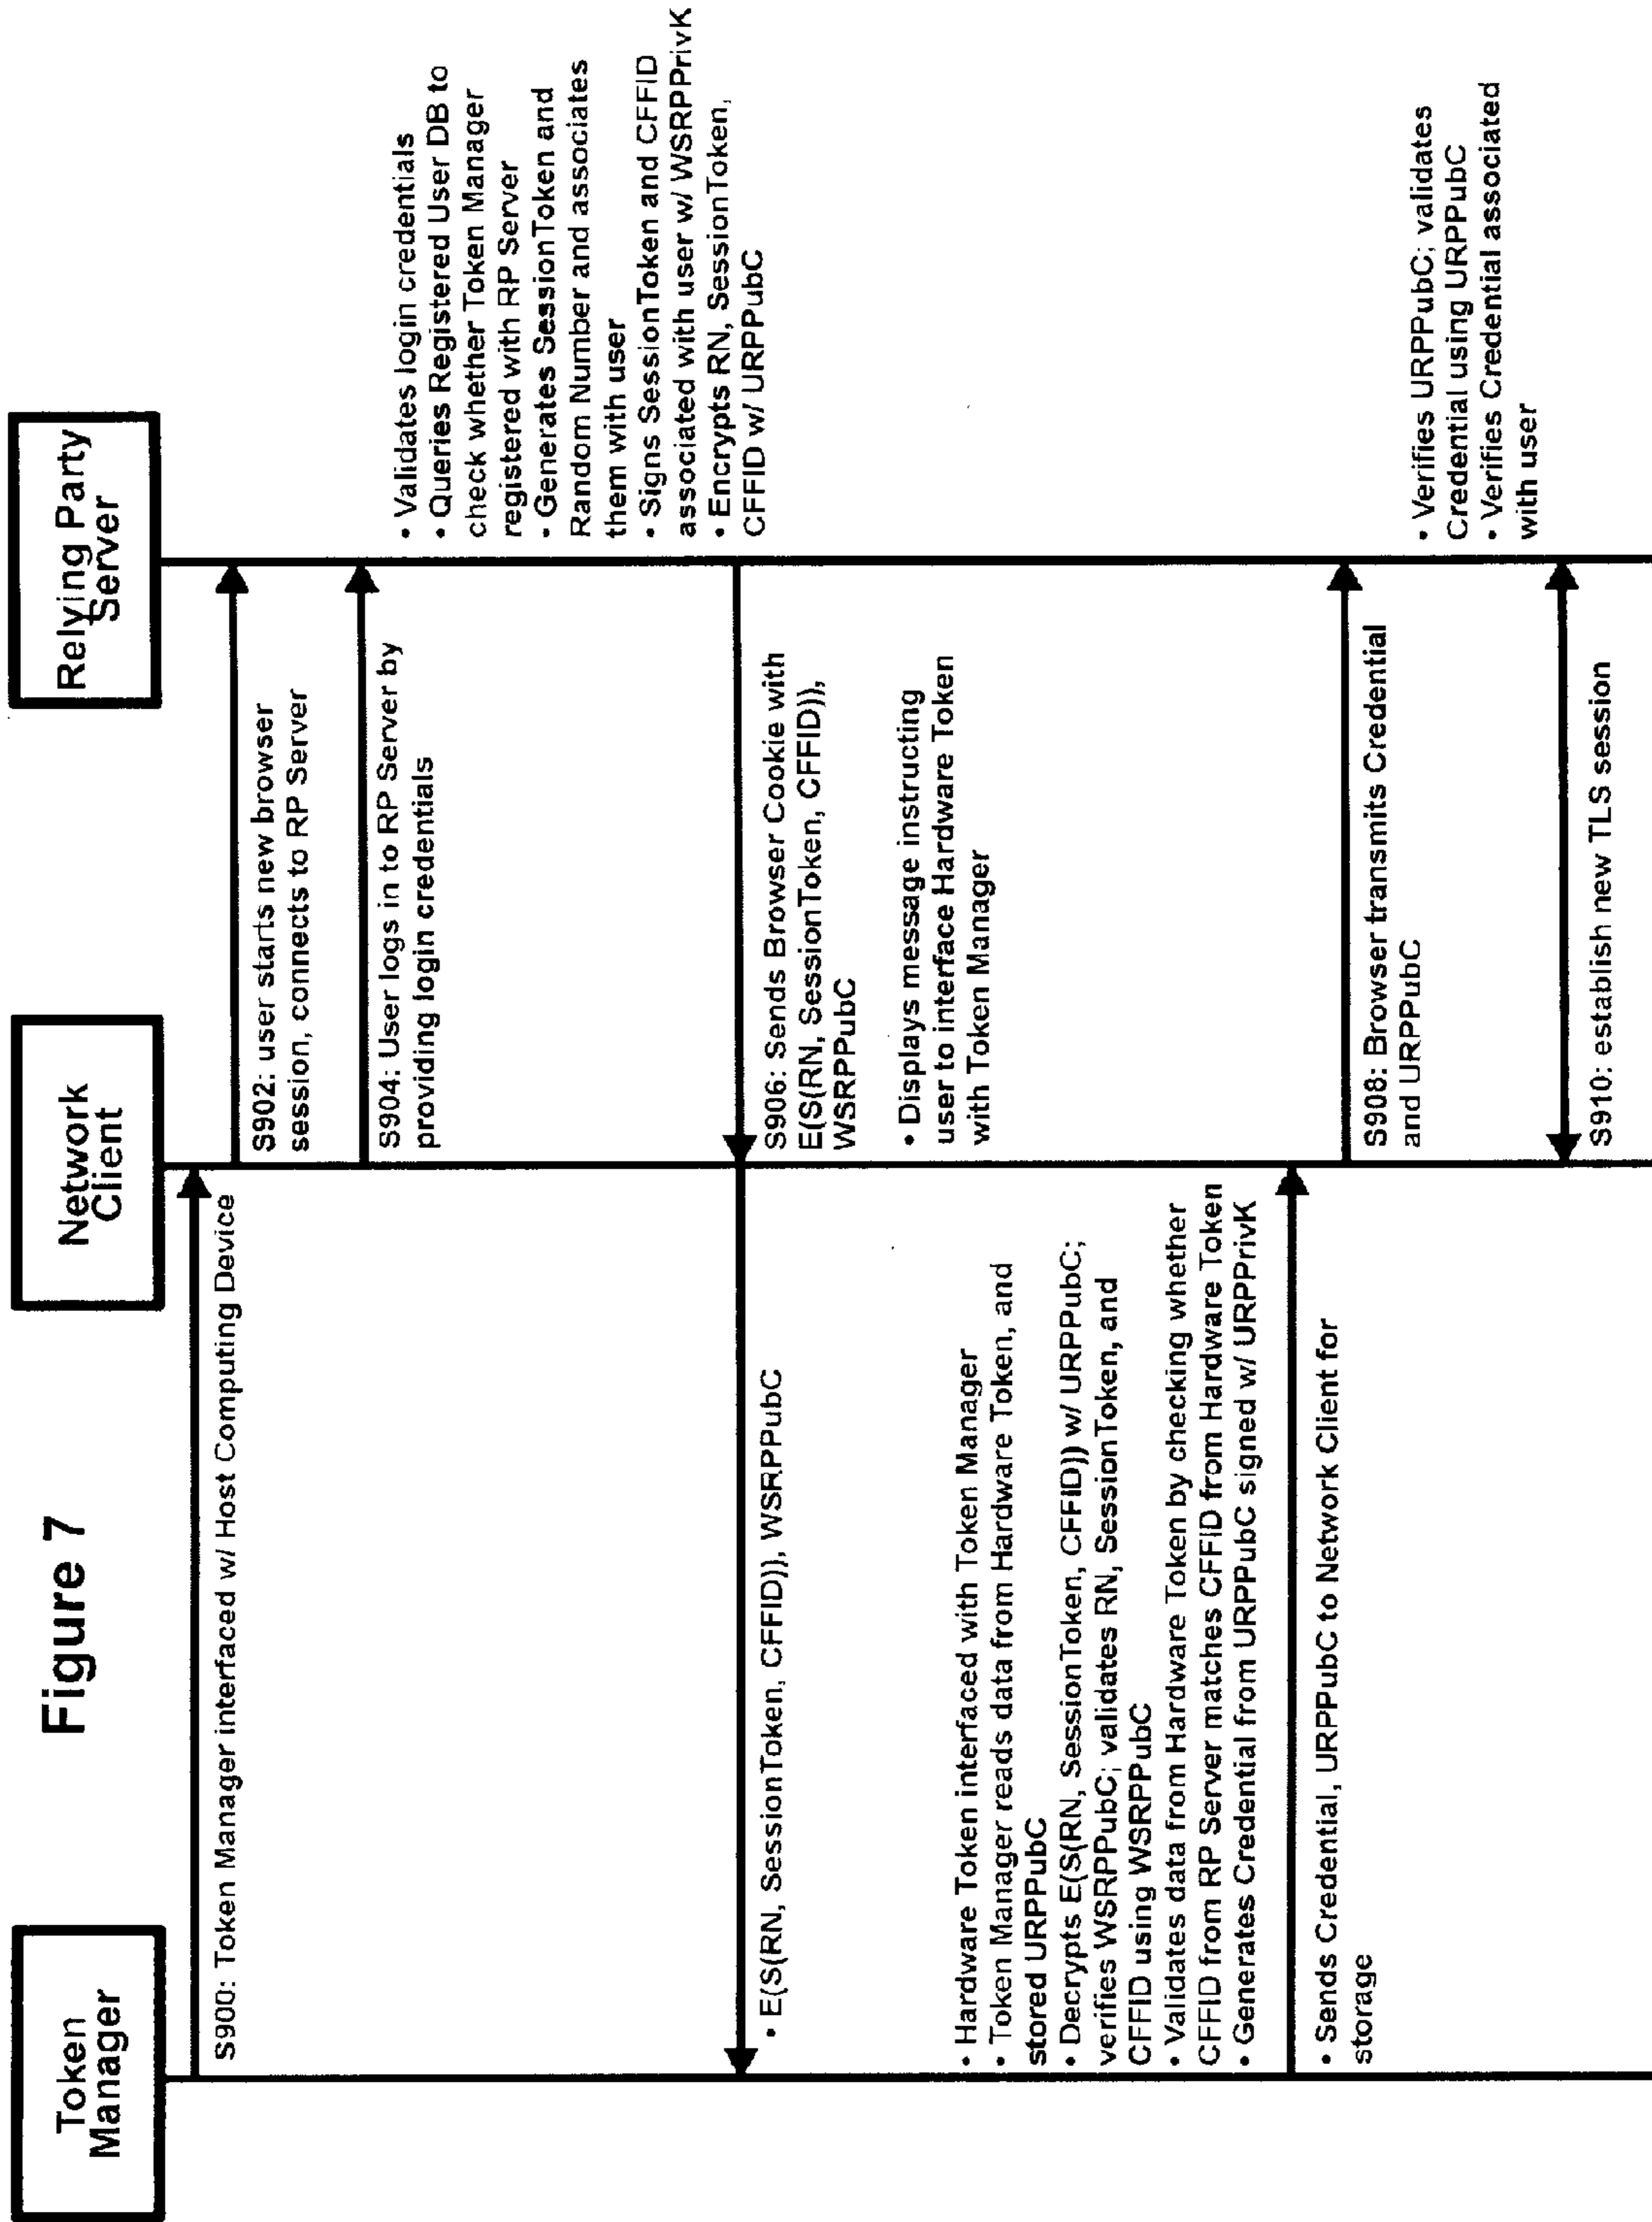 Figure 7
Token
Manager
Network
Client
Relying Party
Server
S900: Token Manager interfaced w/ Host Computing Device
S902: user starts new browser
session, connects to RP Server
S904: User logs in to RP Server by
providing login credentials
• Validates login credentials
• Queries Registered User DB to
check whether Token Manager
registered with RP Server
• Generates SessionToken and
Random Number and associates
them with user
• Signs SessionToken and CFFID
associated with user w/ WSRPPrivK
• Encrypts RN, SessionToken,
CFFID w/ URPPubC
S906: Sends Browser Cookie with
E(S(RN, SessionToken, CFFID)),
WSRPPubC
• E(S(RN, SessionToken, CFFID)), WSRPPubC
• Displays message instructing
user to interface Hardware Token
with Token Manager
• Hardware Token interfaced with Token Manager
• Token Manager reads data from Hardware Token, and
stored URPPubC
• Decrypts E(S(RN, SessionToken, CFFID)) w/ URPPubC;
verifies WSRPPubC; validates RN, SessionToken, and
CFFID using WSRPPubC
• Validates data from Hardware Token by checking whether
CFFID from RP Server matches CFFID from Hardware Token
• Generates Credential from URPPubC signed w/ URPPrivK
• Sends Credential, URPPubC to Network Client for
storage
S908: Browser transmits Credential
and URPPubC
• Verifies URPPubC; validates
Credential using URPPubC
• Verifies Credential associated
with user
S910: establish new TLS session